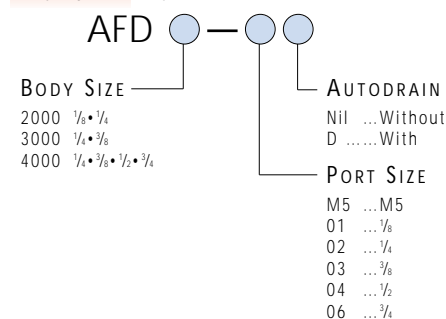 AFD —
BODY SIZE
2000 1/8•1/4
3000 1/4•3/8
4000 1/4•3/8•1/2•3/4
AUTODRAIN
Nil ...Without
D ......With
PORT SIZE
M5 ...M5
01 ...1/8
02 ...1/4
03 ...3/8
04 ...1/2
06 ...3/4